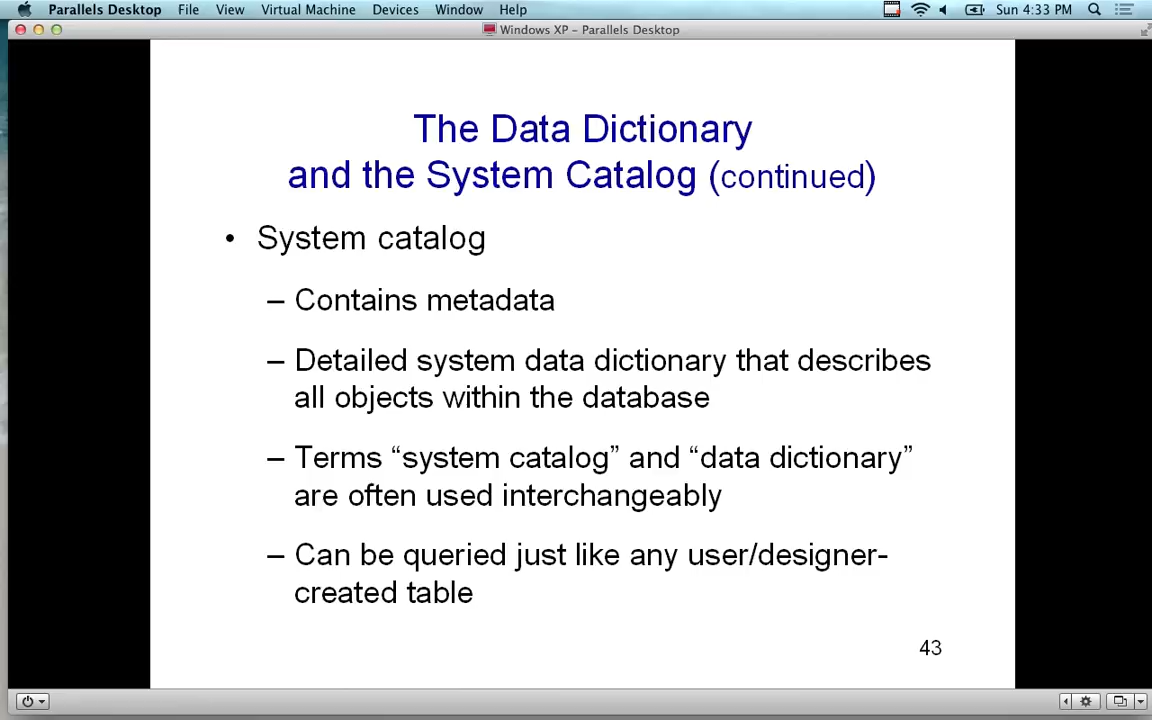 Parallels Desktop File View Virtual Machine Devices Window Help Sun 4:33 PM
Windows XP - Parallels Desktop
The Data Dictionary
and the System Catalog (continued)
• System catalog
– Contains metadata
– Detailed system data dictionary that describes
all objects within the database
– Terms “system catalog” and “data dictionary”
are often used interchangeably
– Can be queried just like any user/designer-
created table
43